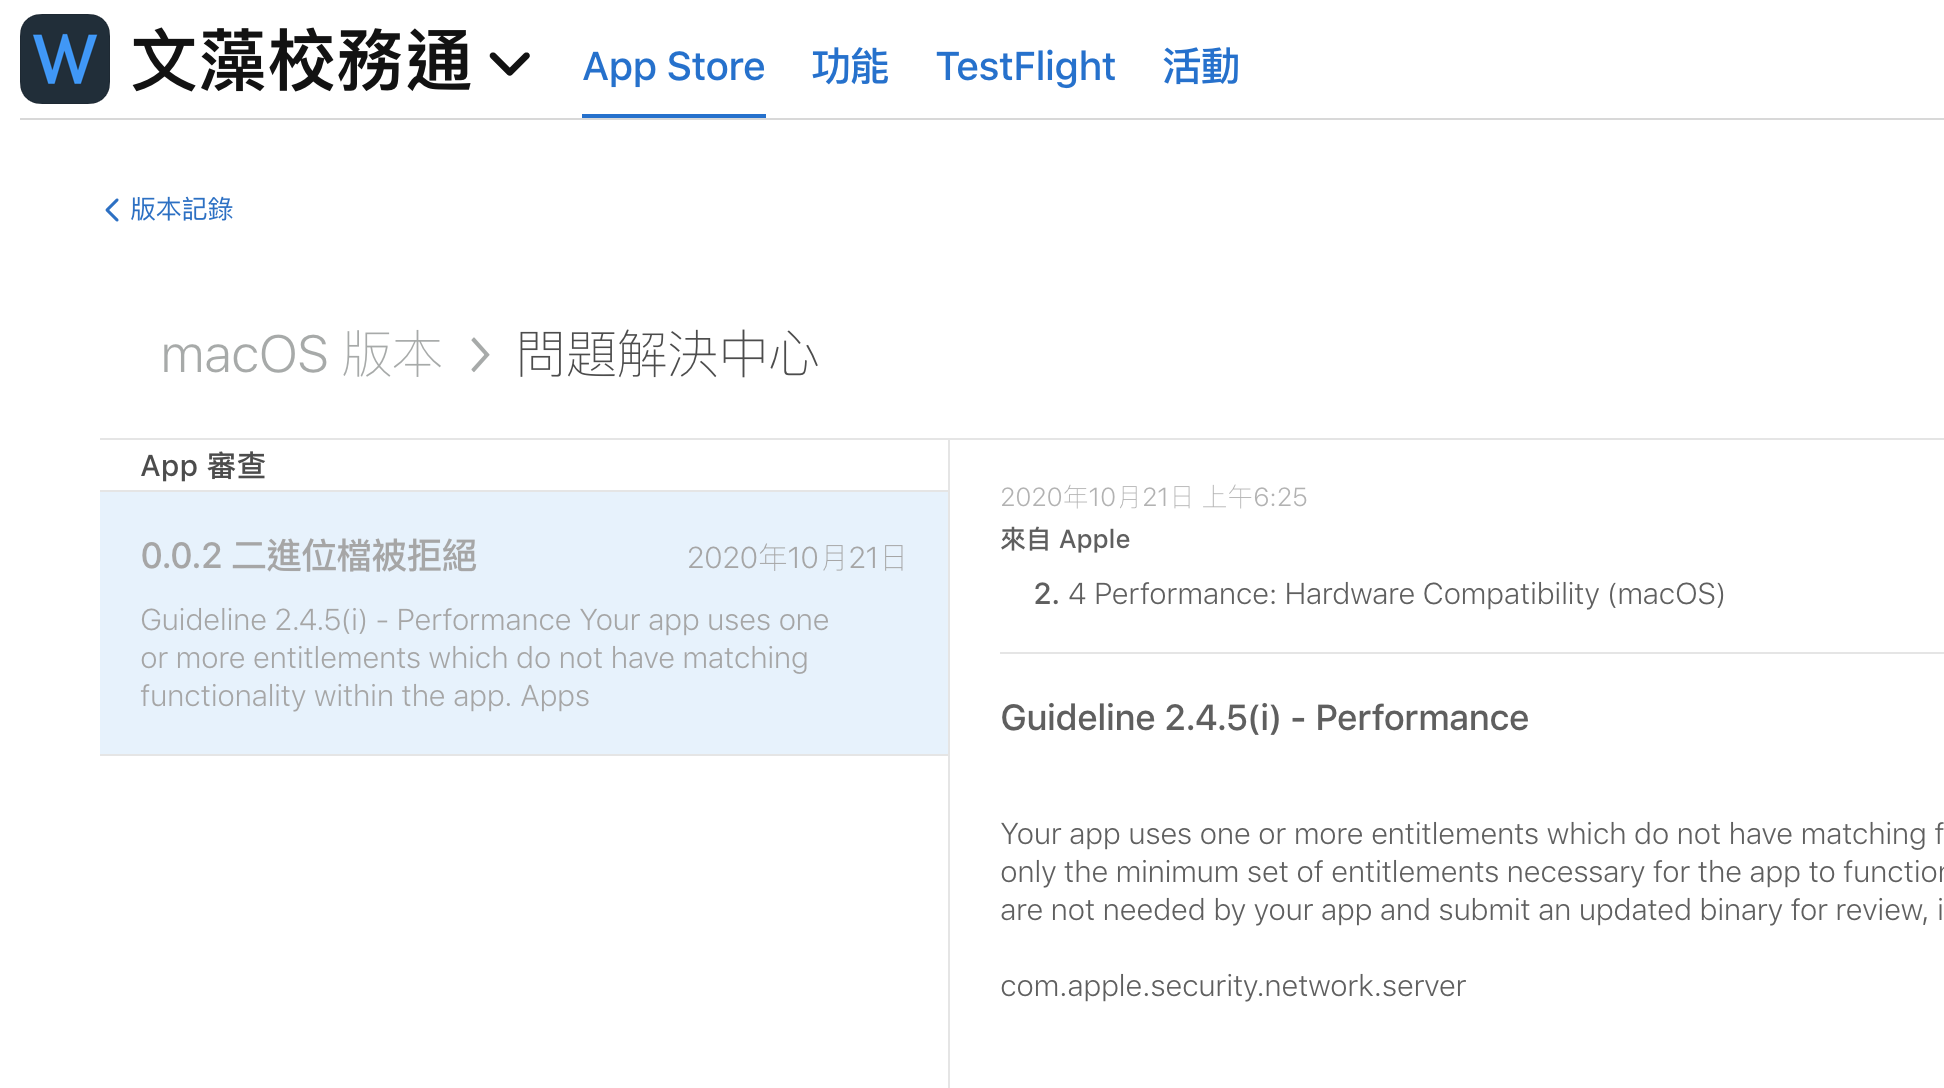 W 文藻校務通 App Store 功能 TestFlight 活動
版本記錄
macOS 版本 > 問題解決中心
App 審查
0.0.2 二進位檔被拒絕 2020年10月21日
Guideline 2.4.5(i) - Performance Your app uses one
or more entitlements which do not have matching
functionality within the app. Apps
2020年10月21日 上午6:25
來自 Apple
2. 4 Performance: Hardware Compatibility (macOS)
Guideline 2.4.5(i) - Performance
Your app uses one or more entitlements which do not have matching
only the minimum set of entitlements necessary for the app to function
are not needed by your app and submit an updated binary for review,
com.apple.security.network.server